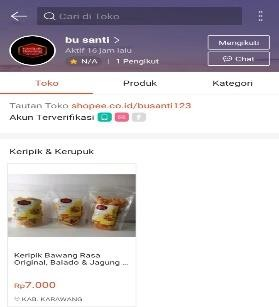 Cari di Toko
bu santi >
Aktif 16 jam lalu
N/A | 1 Pengikut
Mengikuti
Chat
Toko Produk Kategori
Tautan Toko shopee.co.id/busanti123
Akun Terverifikasi
Keripik & Kerupuk
Keripik Bawang Rasa
Original, Balado & Jagung ...
Rp7.000
KAB. KARAWANG